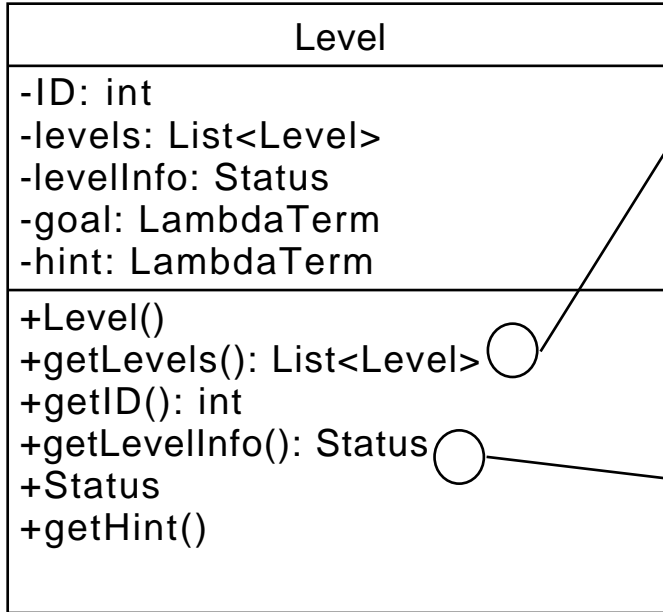 Level
-ID: int
-levels: List<Level>
-levelInfo: Status
-goal: LambdaTerm
-hint: LambdaTerm
+Level()
+getLevels(): List<Level>
+getID(): int
+getLevelInfo(): Status
+Status
+getHint()